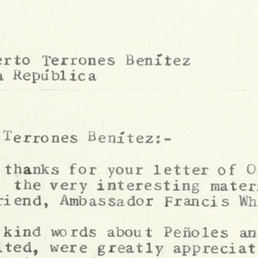 erto Terrones Benítez
a República
Terrones Benítez:-
thanks for your letter of O
the very interesting mater
riend, Ambassador Francis Wh
kind words about Peñoles an
ited, were greatly appreciat